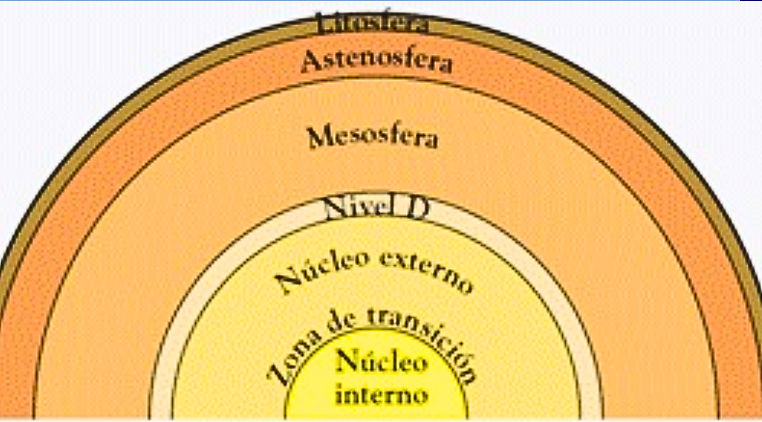 Litosfera
Astenosfera
Mesosfera
Nivel D
Núcleo externo
Zona de transición
Núcleo
interno